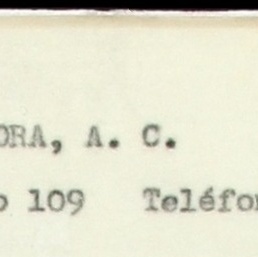 ORA, A. C.
o 109 Teléfon